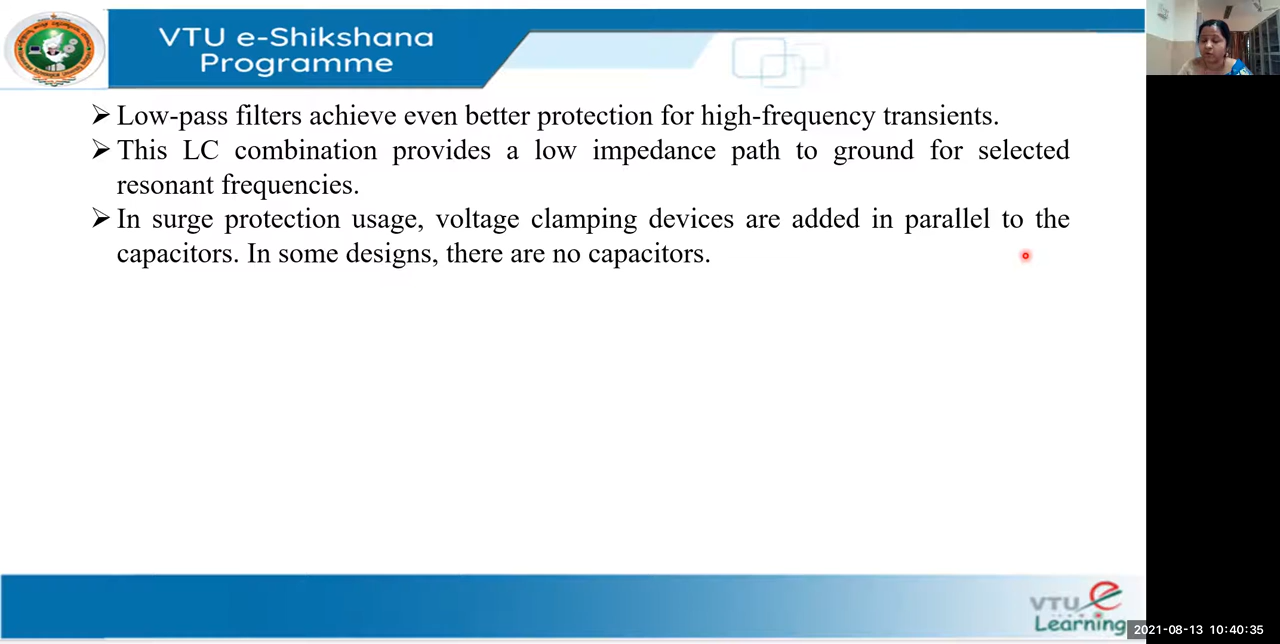 VTU e-Shikshana
Programme
➢ Low-pass filters achieve even better protection for high-frequency transients.
➢ This LC combination provides a low impedance path to ground for selected
resonant frequencies.
➢ In surge protection usage, voltage clamping devices are added in parallel to the
capacitors. In some designs, there are no capacitors.
VTU e
Learning
2021-08-13 10:40:35